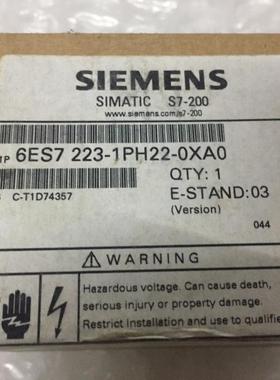 SIEMENS
SIMATIC S7-200
www.siemens.com/s7-200
1P 6ES7 223-1PH22-0XA0
S C-T1D74357
QTY: 1
E-STAND: 03
(Version)
044
WARNING
Hazardous voltage. Can cause death,
serious injury or property damage.
Restrict installation and use to qualifie